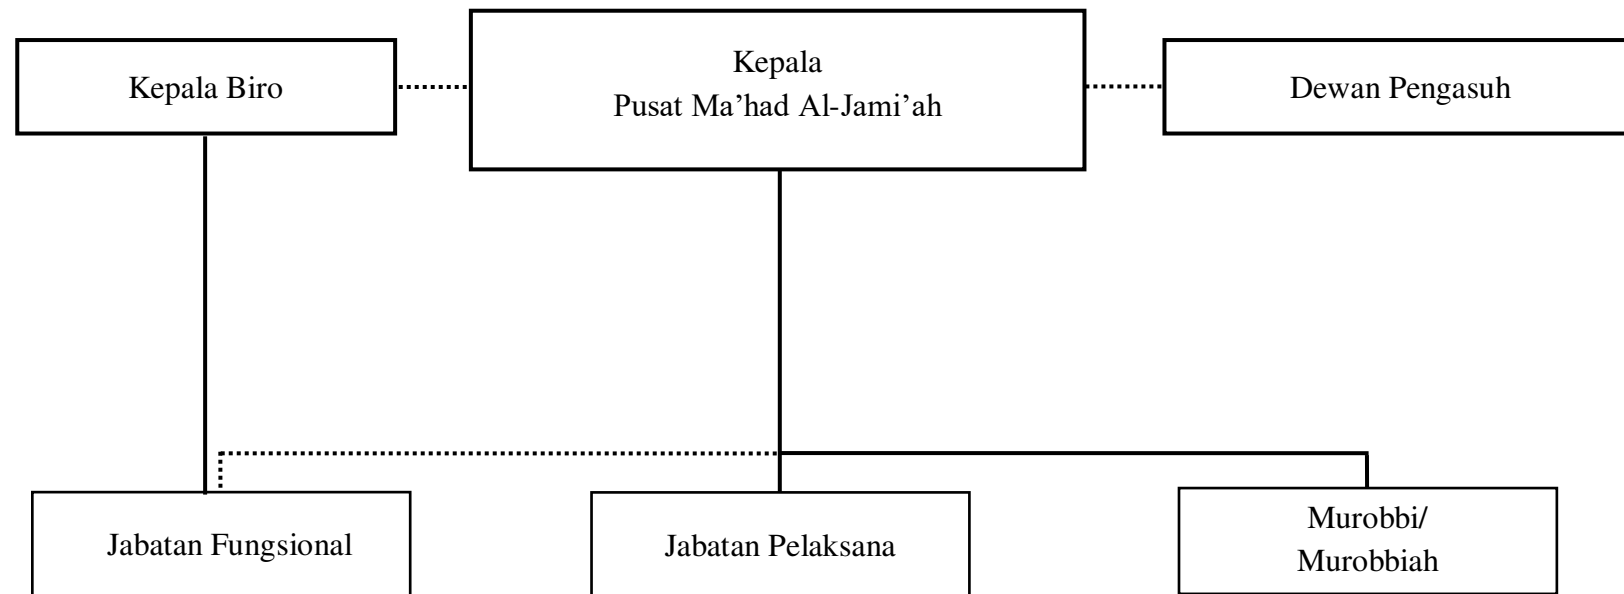 Kepala Biro
Kepala
Pusat Ma’had Al-Jami’ah
Dewan Pengasuh
Jabatan Fungsional
Jabatan Pelaksana
Murobbi/
Murobbiah